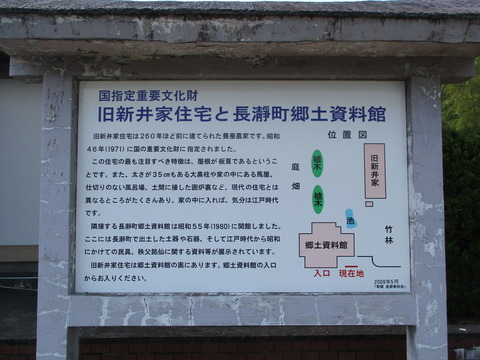 国指定重要文化財
旧新井家住宅と長瀞町郷土資料館
旧新井家住宅は260年ほど前に建てられた養蚕農家です。昭和
46年(1971)に国の重要文化財に指定されました。
この住宅の最も注目すべき特徴は、屋根が板葺であるというこ
とです。また、太さが35㎝もある大黒柱や家の中にある馬屋、
仕切りのない風呂場、土間に接した囲炉裏など、現代の住宅とは
異なるところがたくさんあり、家の中に入れば、気分は江戸時代
です。
隣接する長瀞町郷土資料館は昭和55年(1980)に開館しました。
ここには長瀞町で出土した土器や石器、そして江戸時代から昭和
にかけての民具、秩父銘仙に関する資料等が展示されています。
旧新井家住宅は郷土資料館の奥にあります。郷土資料館の入口
からお入りください。
位置図
庭
畑
植木
植木
旧新井家
池
竹林
郷土資料館
入口
現在地
2009年5月